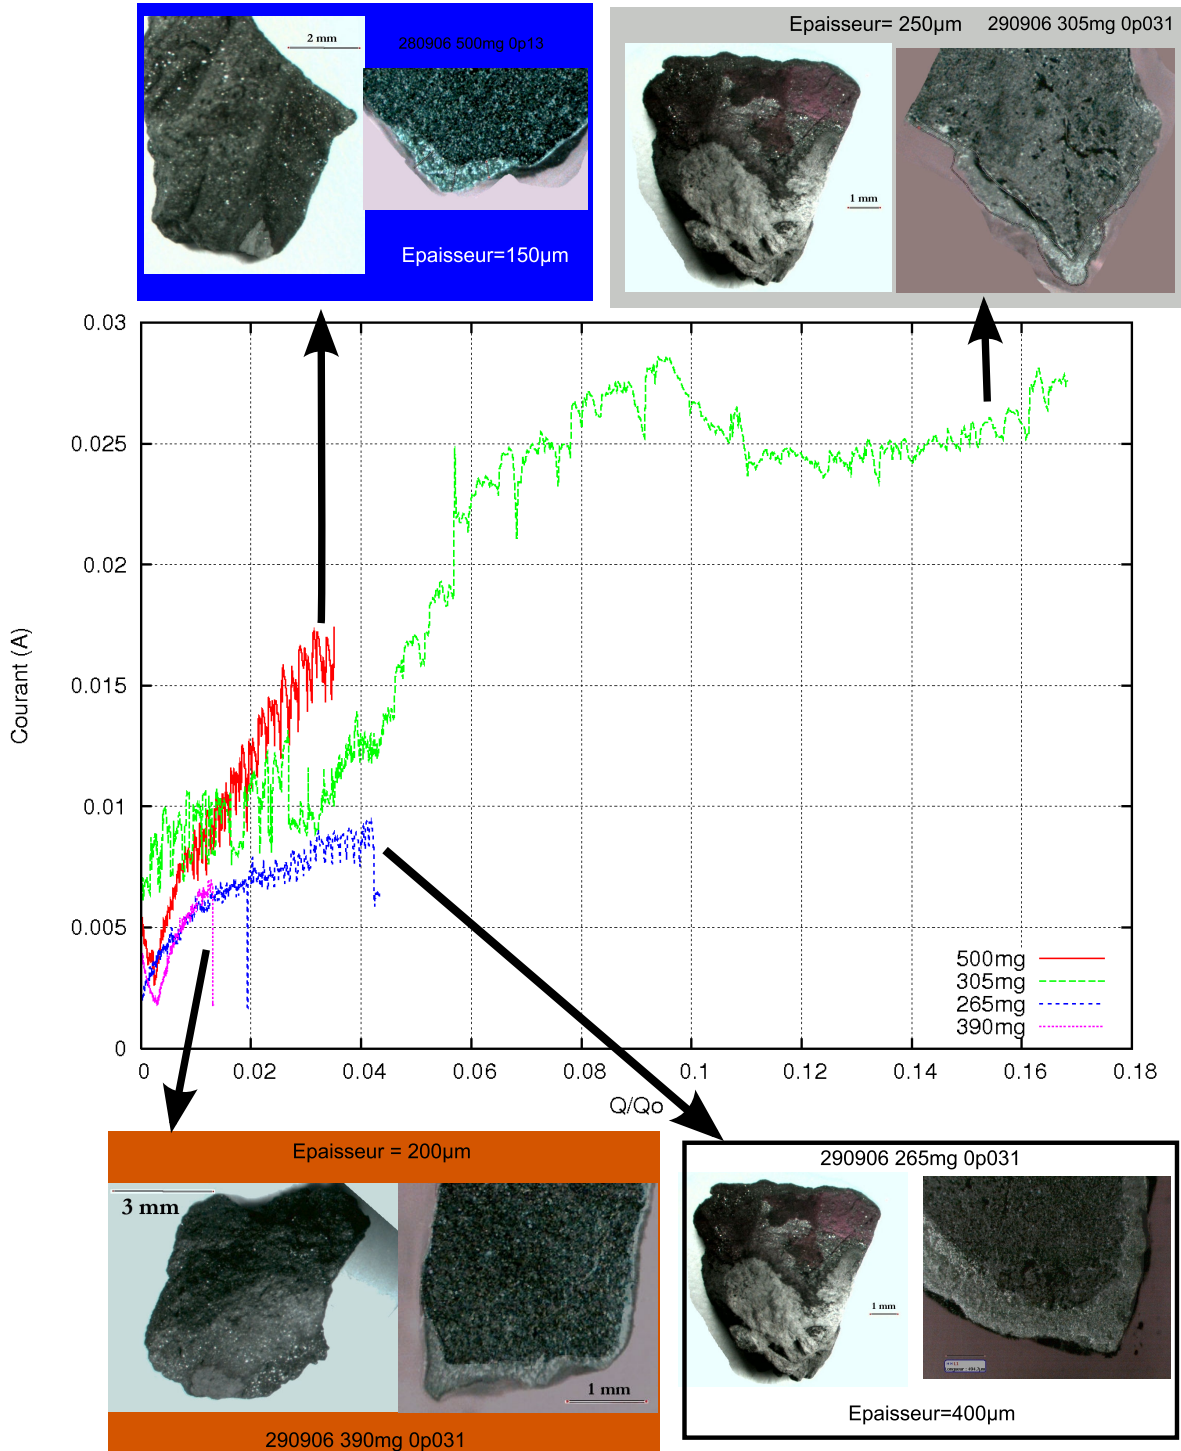 2 mm
280906 500mg 0p13
Epaisseur=150µm
Epaisseur= 250µm 290906 305mg 0p031
1 mm
0.03
0.025
0.02
0.015
0.01
0.005
0
Courant (A)
500mg
305mg
265mg
390mg
0 0.02 0.04 0.06 0.08 0.1 0.12 0.14 0.16 0.18
Q/Qo
Epaisseur = 200µm
3 mm
1 mm
290906 390mg 0p031
290906 265mg 0p031
1 mm
Epaisseur=400µm